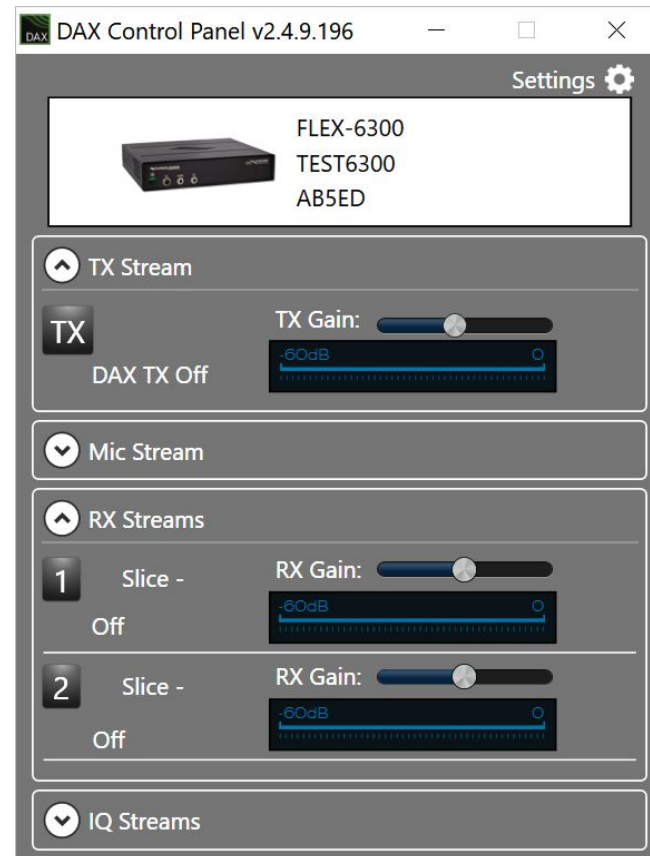 DAX DAX Control Panel v2.4.9.196
Settings
FLEX-6300
TEST6300
AB5ED
TX Stream
TX TX Gain:
-60dB 0
DAX TX Off
Mic Stream
RX Streams
1 Slice - RX Gain:
-60dB 0
Off
2 Slice - RX Gain:
-60dB 0
Off
IQ Streams